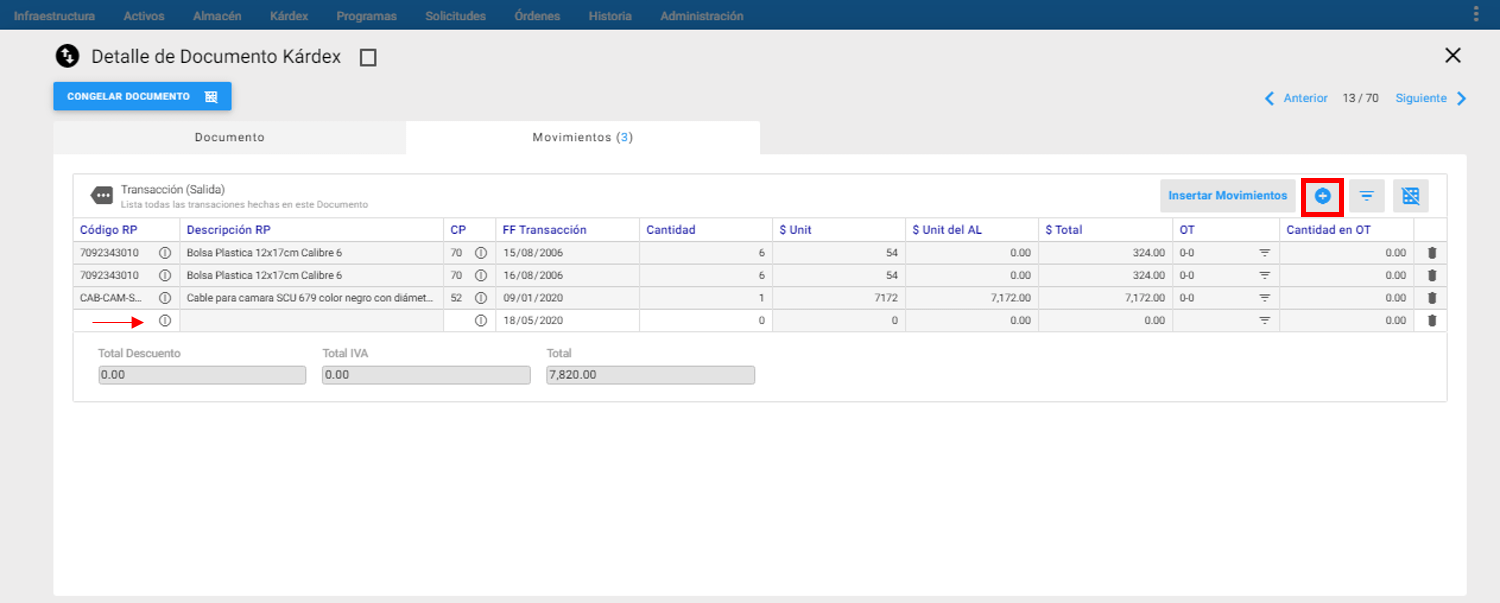 Infraestructura Activos Almacén Kárdex Programas Solicitudes Órdenes Historia Administración
Detalle de Documento Kárdex
CONGELAR DOCUMENTO
Anterior 13 / 70 Siguiente
Documento Movimientos (3)
Transacción (Salida)
Lista todas las transaciones hechas en este Documento
Insertar Movimientos
Código RP Descripción RP CP FF Transacción Cantidad $ Unit $ Unit del AL $ Total OT Cantidad en OT
7092343010 Bolsa Plastica 12x17cm Calibre 6 70 15/08/2006 6 54 0.00 324.00 0-0 0.00
7092343010 Bolsa Plastica 12x17cm Calibre 6 70 16/08/2006 6 54 0.00 324.00 0-0 0.00
CAB-CAM-S... Cable para camara SCU 679 color negro con diámet... 52 09/01/2020 1 7172 7,172.00 7,172.00 0-0 0.00
18/05/2020 0 0 0.00 0.00 0.00
Total Descuento Total IVA Total
0.00 0.00 7,820.00